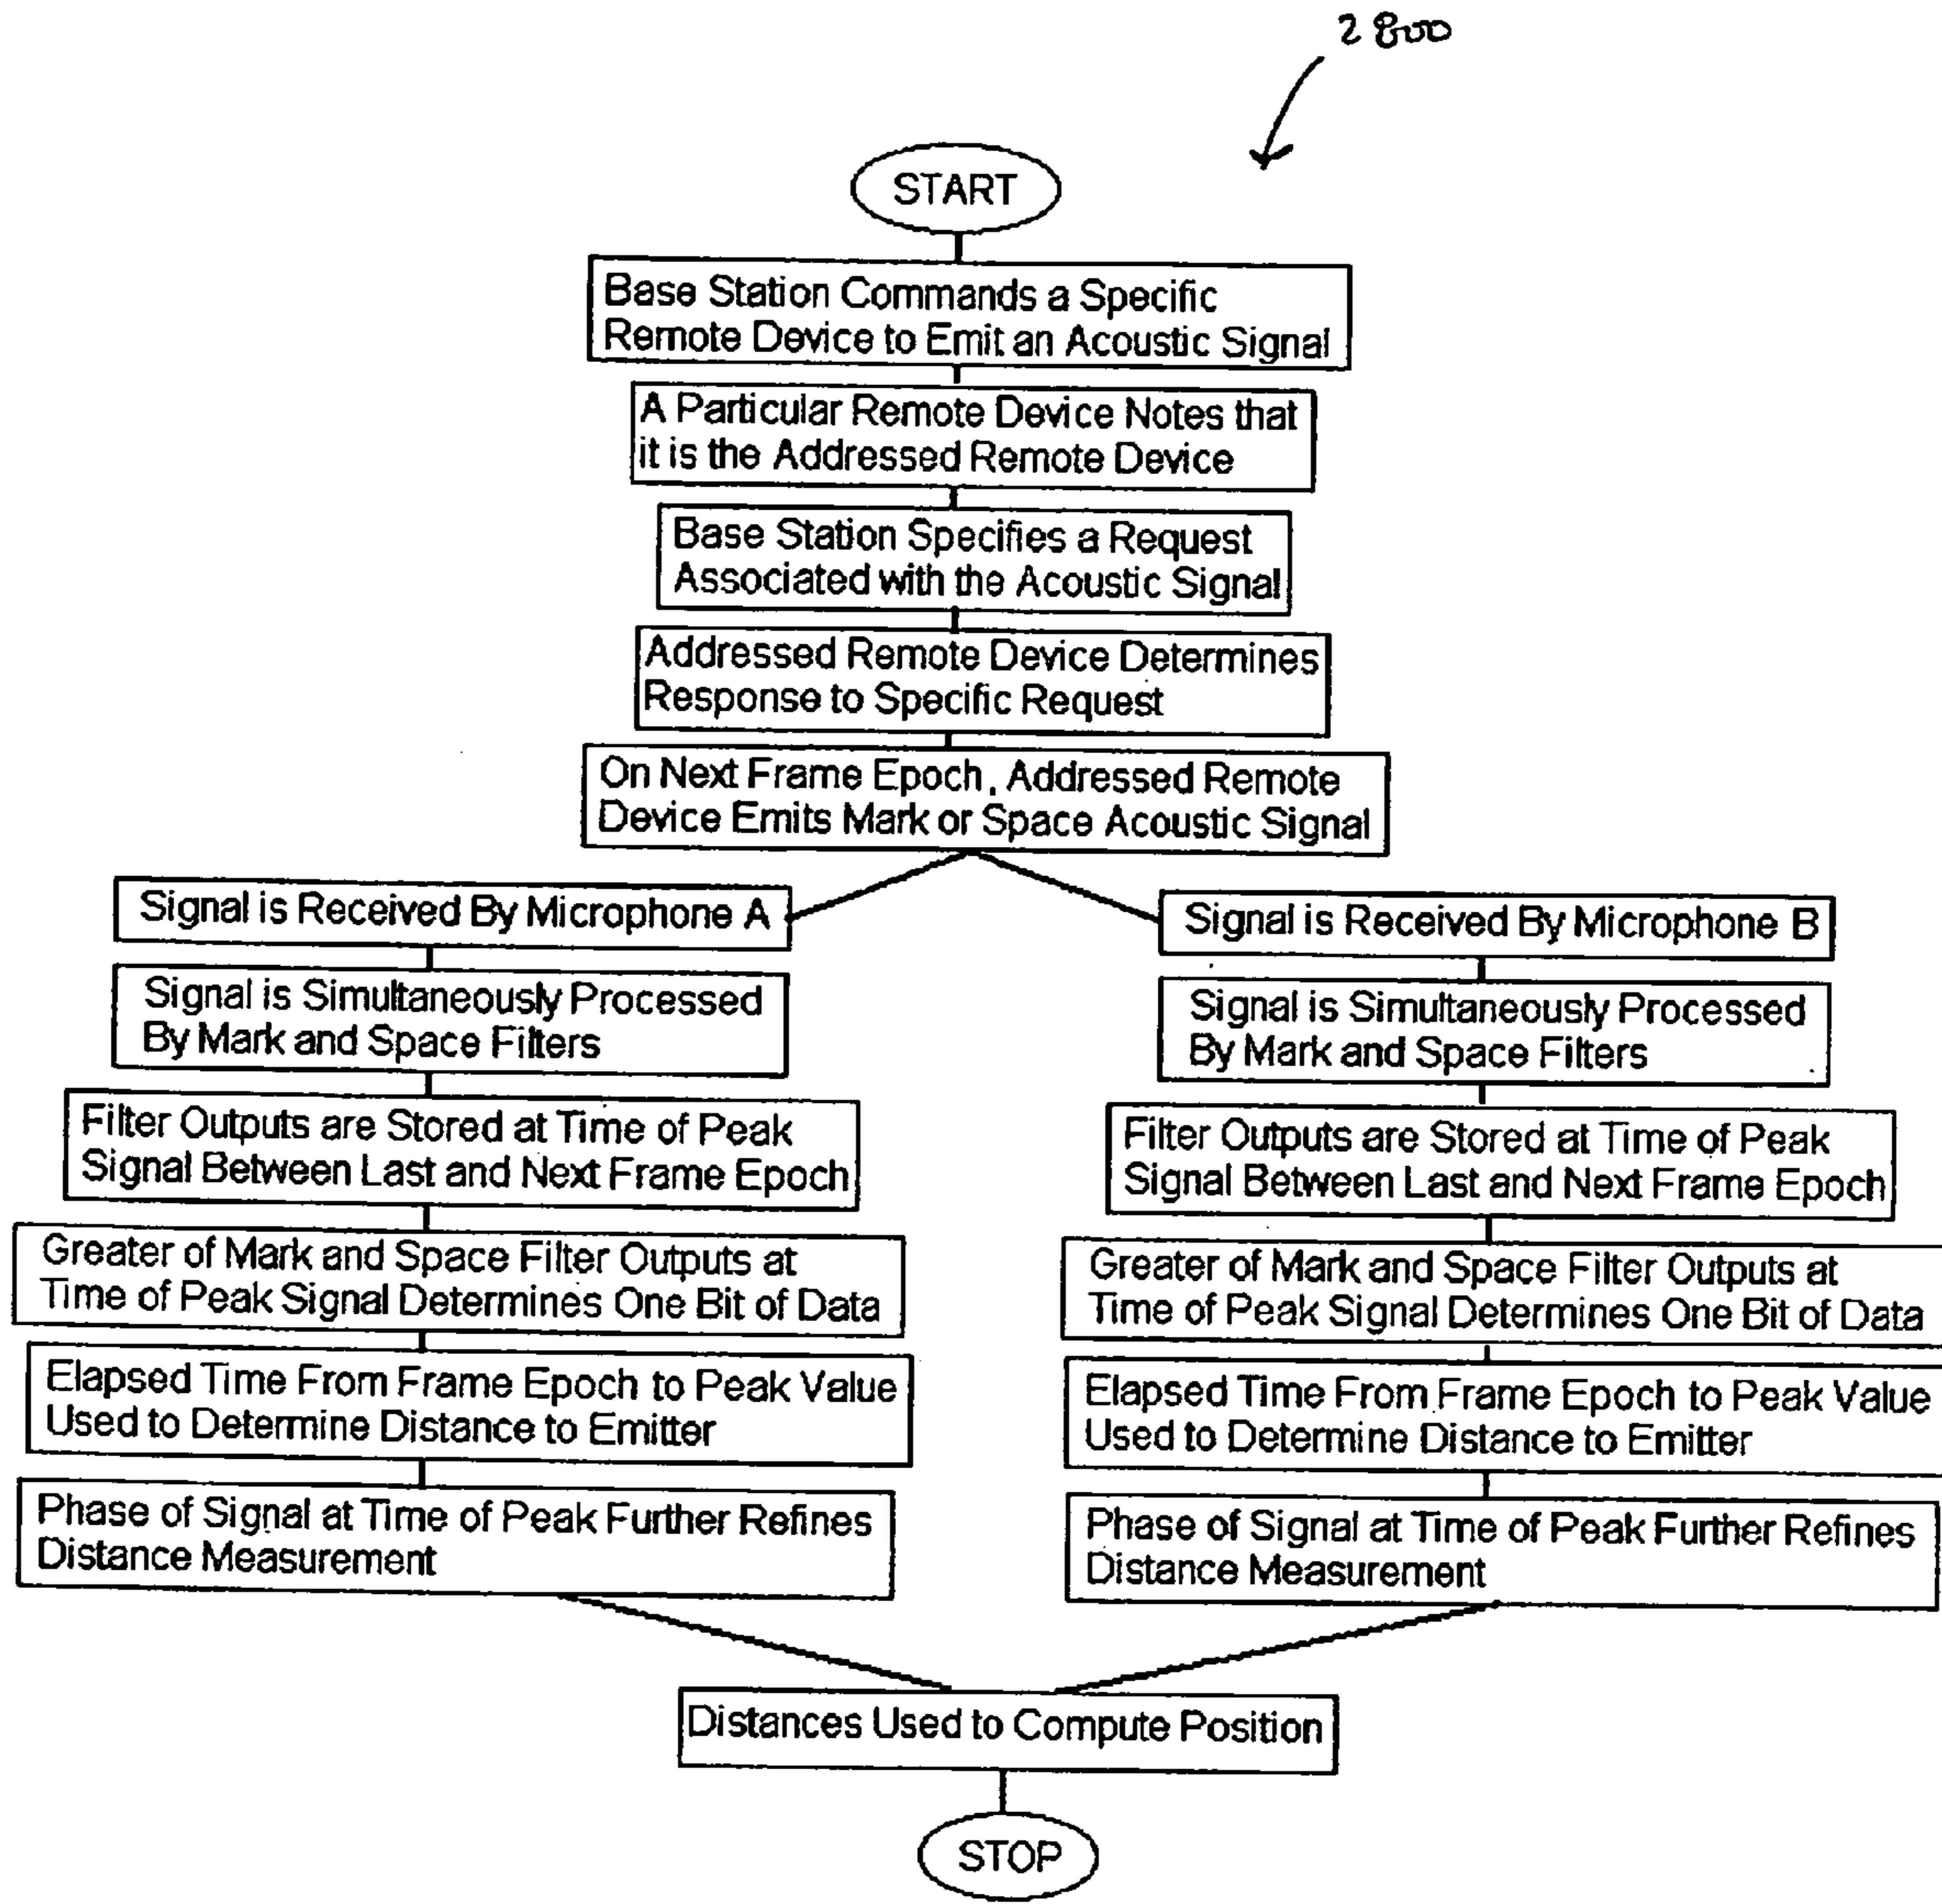 2800
START
Base Station Commands a Specific
Remote Device to Emit an Acoustic Signal
A Particular Remote Device Notes that
it is the Addressed Remote Device
Base Station Specifies a Request
Associated with the Acoustic Signal
Addressed Remote Device Determines
Response to Specific Request
On Next Frame Epoch, Addressed Remote
Device Emits Mark or Space Acoustic Signal
Signal is Received By Microphone A
Signal is Simultaneously Processed
By Mark and Space Filters
Filter Outputs are Stored at Time of Peak
Signal Between Last and Next Frame Epoch
Greater of Mark and Space Filter Outputs at
Time of Peak Signal Determines One Bit of Data
Elapsed Time From Frame Epoch to Peak Value
Used to Determine Distance to Emitter
Phase of Signal at Time of Peak Further Refines
Distance Measurement
Signal is Received By Microphone B
Signal is Simultaneously Processed
By Mark and Space Filters
Filter Outputs are Stored at Time of Peak
Signal Between Last and Next Frame Epoch
Greater of Mark and Space Filter Outputs at
Time of Peak Signal Determines One Bit of Data
Elapsed Time From Frame Epoch to Peak Value
Used to Determine Distance to Emitter
Phase of Signal at Time of Peak Further Refines
Distance Measurement
Distances Used to Compute Position
STOP